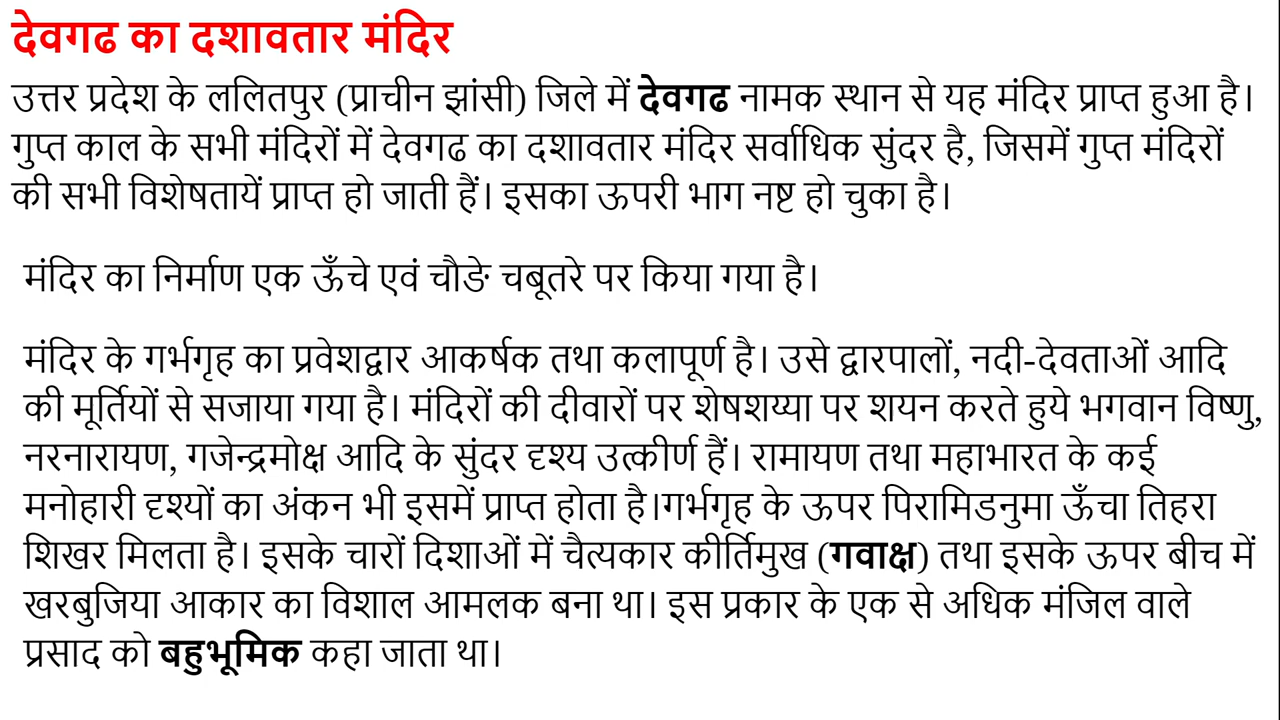 देवगढ का दशावतार मंदिर
उत्तर प्रदेश के ललितपुर (प्राचीन झांसी) जिले में देवगढ नामक स्थान से यह मंदिर प्राप्त हुआ है।
गुप्त काल के सभी मंदिरों में देवगढ का दशावतार मंदिर सर्वाधिक सुंदर है, जिसमें गुप्त मंदिरों
की सभी विशेषतायें प्राप्त हो जाती हैं। इसका ऊपरी भाग नष्ट हो चुका है।
मंदिर का निर्माण एक ऊँचे एवं चौडे चबूतरे पर किया गया है।
मंदिर के गर्भगृह का प्रवेशद्वार आकर्षक तथा कलापूर्ण है। उसे द्वारपालों, नदी-देवताओं आदि
की मूर्तियों से सजाया गया है। मंदिरों की दीवारों पर शेषशय्या पर शयन करते हुये भगवान विष्णु,
नरनारायण, गजेन्द्रमोक्ष आदि के सुंदर दृश्य उत्कीर्ण हैं। रामायण तथा महाभारत के कई
मनोहारी दृश्यों का अंकन भी इसमें प्राप्त होता है।गर्भगृह के ऊपर पिरामिडनुमा ऊँचा तिहरा
शिखर मिलता है। इसके चारों दिशाओं में चैत्यकार कीर्तिमुख (गवाक्ष) तथा इसके ऊपर बीच में
खरबुजिया आकार का विशाल आमलक बना था। इस प्रकार के एक से अधिक मंजिल वाले
प्रसाद को बहुभूमिक कहा जाता था।